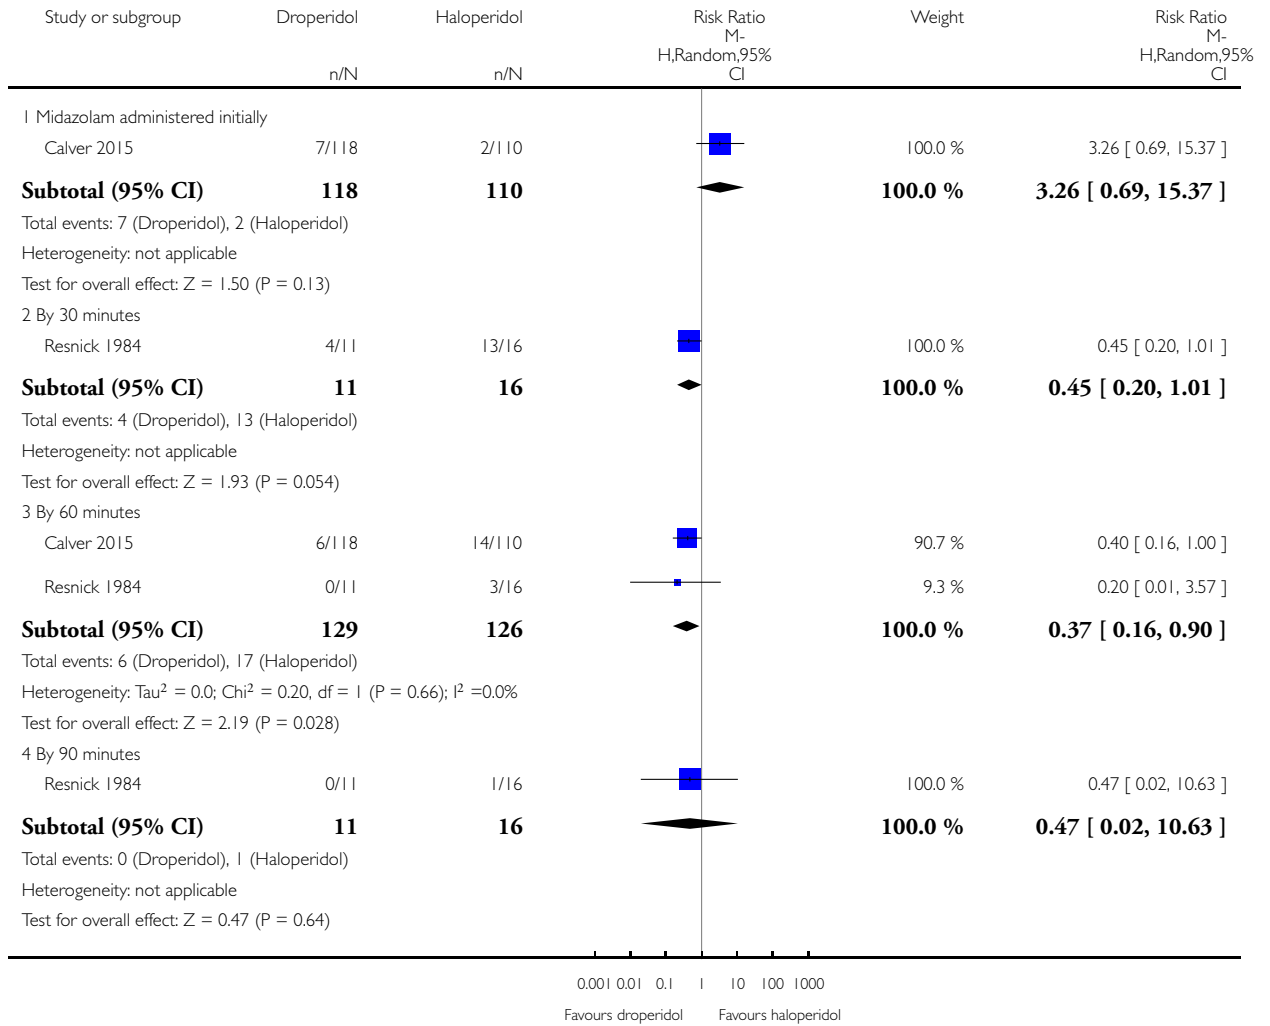 Study or subgroup Droperidol Haloperidol Risk Ratio Weight Risk Ratio
M- M-
H,Random,95% H,Random,95%
n/N n/N CI CI
1 Midazolam administered initially
Calver 2015 7/118 2/110 100.0 % 3.26 [ 0.69, 15.37 ]
Subtotal (95% CI) 118 110 100.0 % 3.26 [ 0.69, 15.37 ]
Total events: 7 (Droperidol), 2 (Haloperidol)
Heterogeneity: not applicable
Test for overall effect: Z = 1.50 (P = 0.13)
2 By 30 minutes
Resnick 1984 4/11 13/16 100.0 % 0.45 [ 0.20, 1.01 ]
Subtotal (95% CI) 11 16 100.0 % 0.45 [ 0.20, 1.01 ]
Total events: 4 (Droperidol), 13 (Haloperidol)
Heterogeneity: not applicable
Test for overall effect: Z = 1.93 (P = 0.054)
3 By 60 minutes
Calver 2015 6/118 14/110 90.7 % 0.40 [ 0.16, 1.00 ]
Resnick 1984 0/11 3/16 9.3 % 0.20 [ 0.01, 3.57 ]
Subtotal (95% CI) 129 126 100.0 % 0.37 [ 0.16, 0.90 ]
Total events: 6 (Droperidol), 17 (Haloperidol)
Heterogeneity: Tau² = 0.0; Chi² = 0.20, df = 1 (P = 0.66); I² =0.0%
Test for overall effect: Z = 2.19 (P = 0.028)
4 By 90 minutes
Resnick 1984 0/11 1/16 100.0 % 0.47 [ 0.02, 10.63 ]
Subtotal (95% CI) 11 16 100.0 % 0.47 [ 0.02, 10.63 ]
Total events: 0 (Droperidol), 1 (Haloperidol)
Heterogeneity: not applicable
Test for overall effect: Z = 0.47 (P = 0.64)
0.001 0.01 0.1 1 10 100 1000
Favours droperidol Favours haloperidol